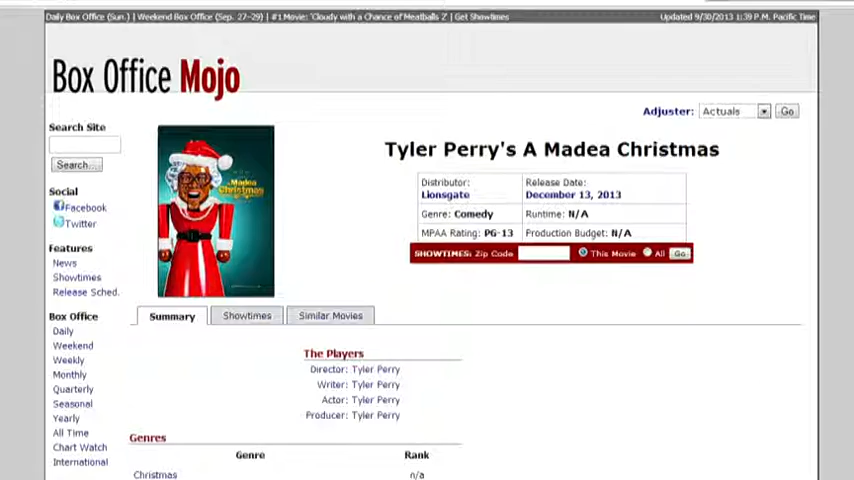 Daily Box Office (Sun.) | Weekend Box Office (Sep. 27–29) | #1 Movie: 'Cloudy with a Chance of Meatballs 2' | Get Showtimes
Updated 9/30/2013 1:39 P.M. Pacific Time
Box Office Mojo
Adjuster: Actuals Go
Search Site
Search...
Social
Facebook
Twitter
Features
News
Showtimes
Release Sched.
Box Office
Daily
Weekend
Weekly
Monthly
Quarterly
Seasonal
Yearly
All Time
Chart Watch
International
a Madea
Christmas
Tyler Perry's A Madea Christmas
Distributor:
Lionsgate
Release Date:
December 13, 2013
Genre: Comedy
Runtime: N/A
MPAA Rating: PG-13
Production Budget: N/A
SHOWTIMES: Zip Code This Movie All Go
Summary
Showtimes
Similar Movies
The Players
Director: Tyler Perry
Writer: Tyler Perry
Actor: Tyler Perry
Producer: Tyler Perry
Genres
Genre Rank
Christmas n/a